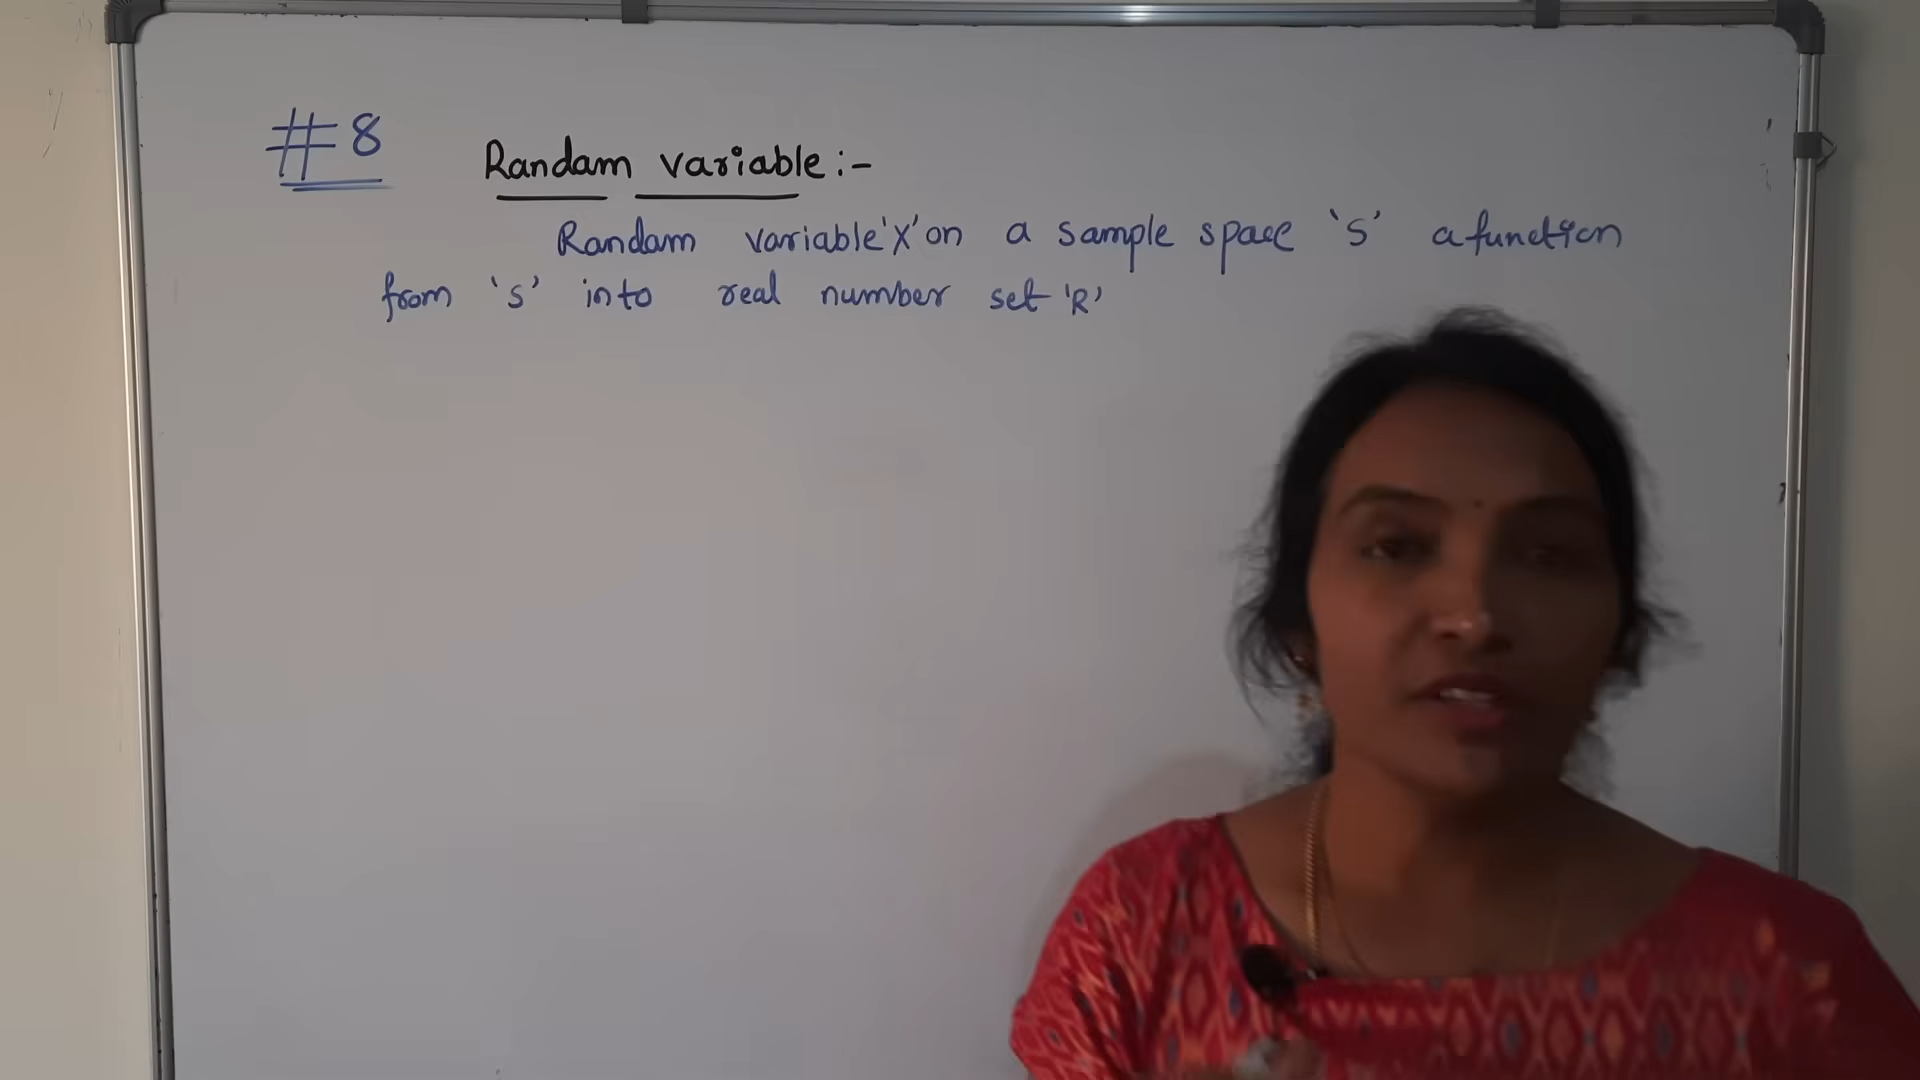 #8
Randam variable:-
Randam variable 'X' on a sample space 's' a function
from 's' into real number set 'R'